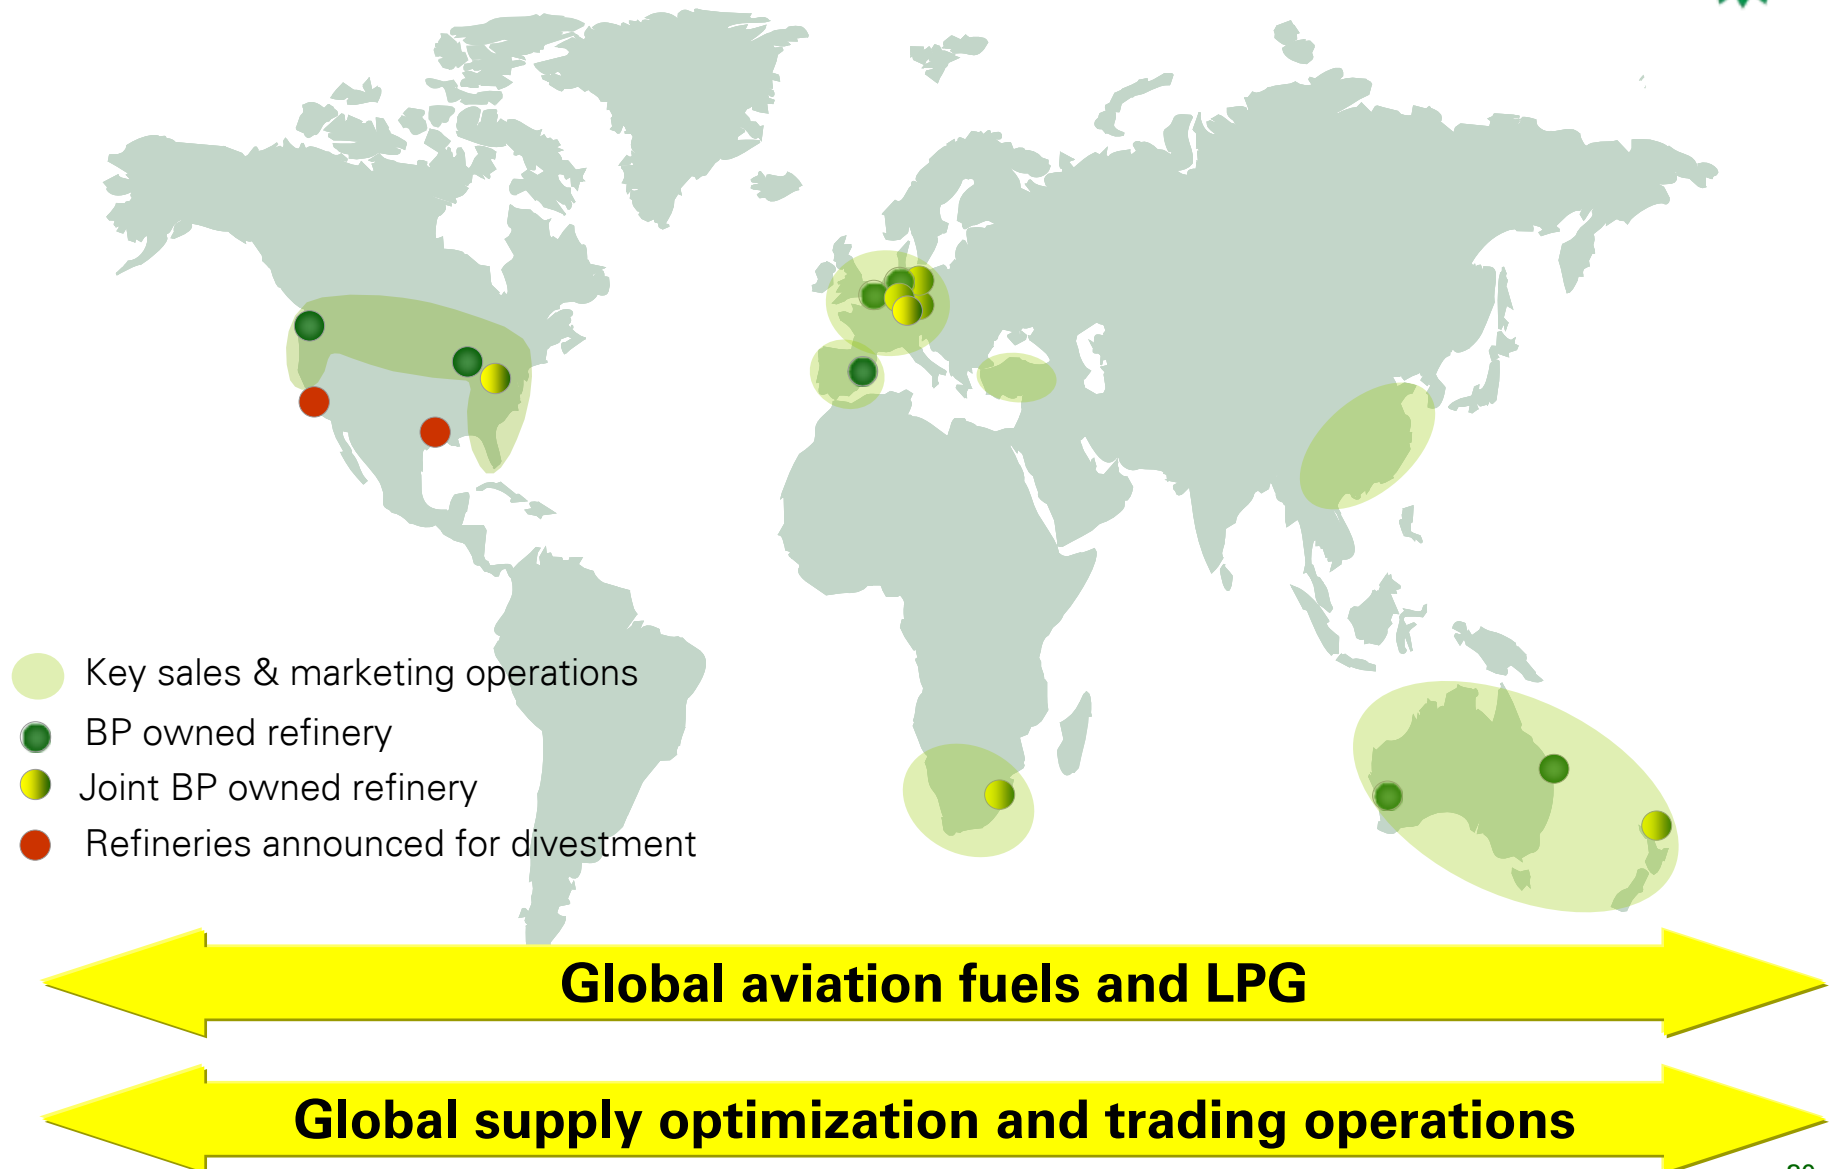 Key sales & marketing operations
BP owned refinery
Joint BP owned refinery
Refineries announced for divestment
Global aviation fuels and LPG
Global supply optimization and trading operations